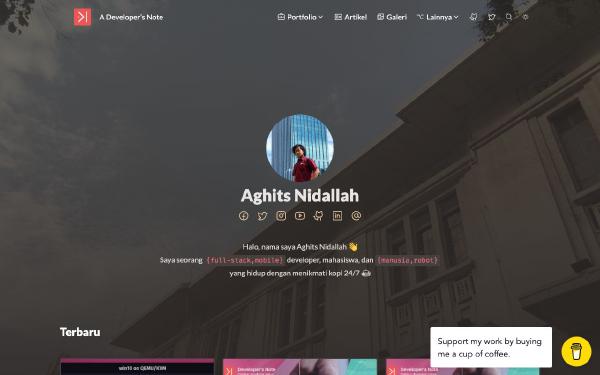 A Developer's Note
Portfolio
Artikel
Galeri
Lainnya
Aghits Nidallah
Halo, nama saya Aghits Nidallah 👋
Saya seorang {full-stack,mobile} developer, mahasiswa, dan {manusia,robot}
yang hidup dengan menikmati kopi 24/7 ☕
Terbaru
Support my work by buying
me a cup of coffee.
win10 on QEMU/KVM
Developer's Note
Developer's Note